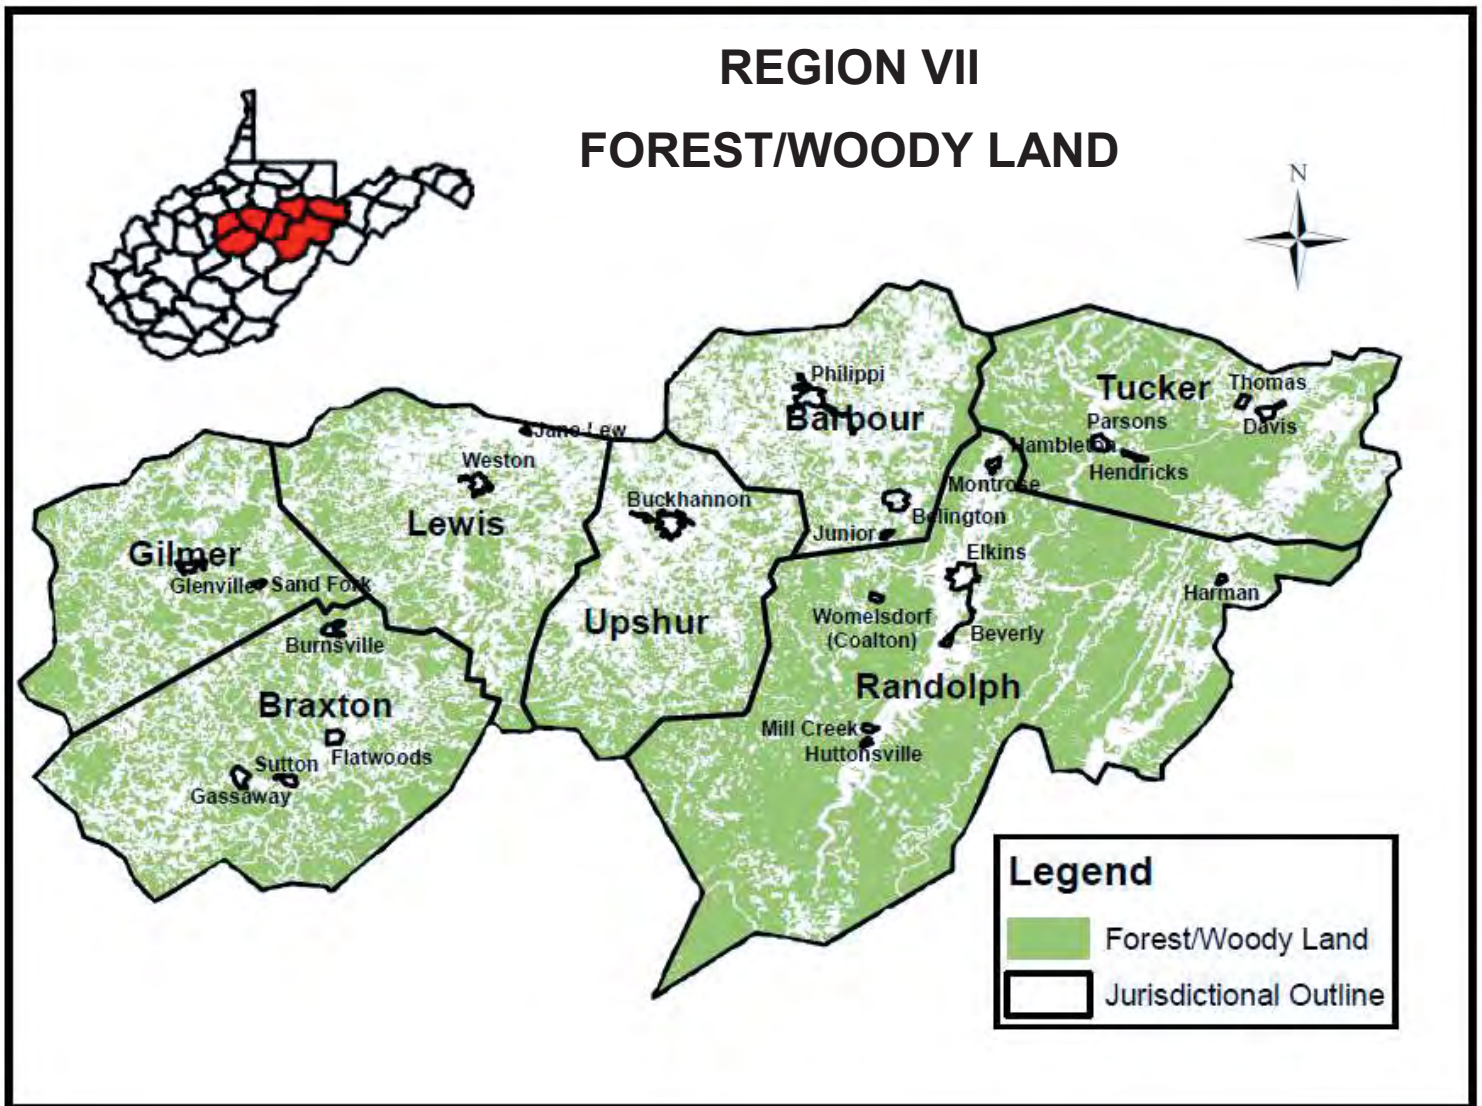 REGION VII
FOREST/WOODY LAND
N
Philippi
Barbour
Tucker
Thomas
Parsons
Davis
Hambleton
Hendricks
Montrose
Jane Lew
Weston
Buckhannon
Lewis
Belington
Junior
Gilmer
Elkins
Glenville
Sand Fork
Harman
Womelsdorf
(Coalton)
Upshur
Beverly
Burnsville
Randolph
Braxton
Mill Creek
Huttonsville
Flatwoods
Sutton
Gassaway
Legend
Forest/Woody Land
Jurisdictional Outline